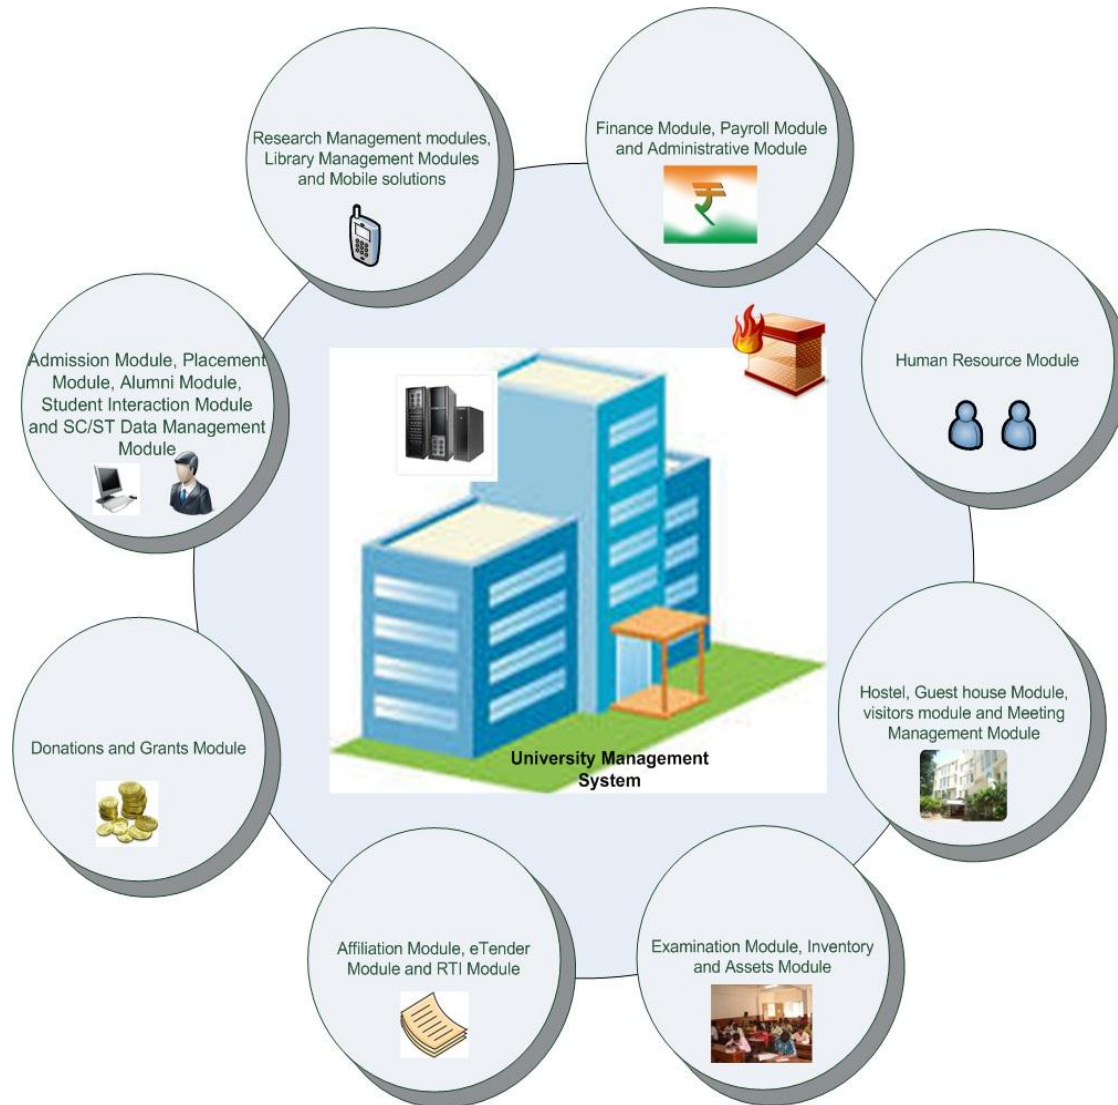 Research Management modules,
Library Management Modules
and Mobile solutions
Finance Module, Payroll Module
and Administrative Module
Human Resource Module
Admission Module, Placement
Module, Alumni Module,
Student Interaction Module
and SC/ST Data Management
Module
Hostel, Guest house Module,
visitors module and Meeting
Management Module
Donations and Grants Module
University Management
System
Affiliation Module, eTender
Module and RTI Module
Examination Module, Inventory
and Assets Module